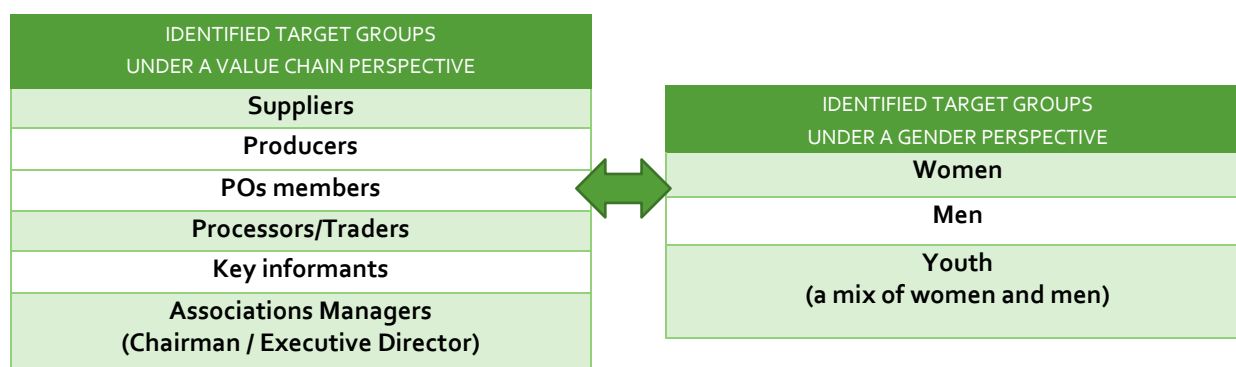 IDENTIFIED TARGET GROUPS
UNDER A VALUE CHAIN PERSPECTIVE
Suppliers
Producers
POs members
Processors/Traders
Key informants
Associations Managers
(Chairman / Executive Director)
IDENTIFIED TARGET GROUPS
UNDER A GENDER PERSPECTIVE
Women
Men
Youth
(a mix of women and men)